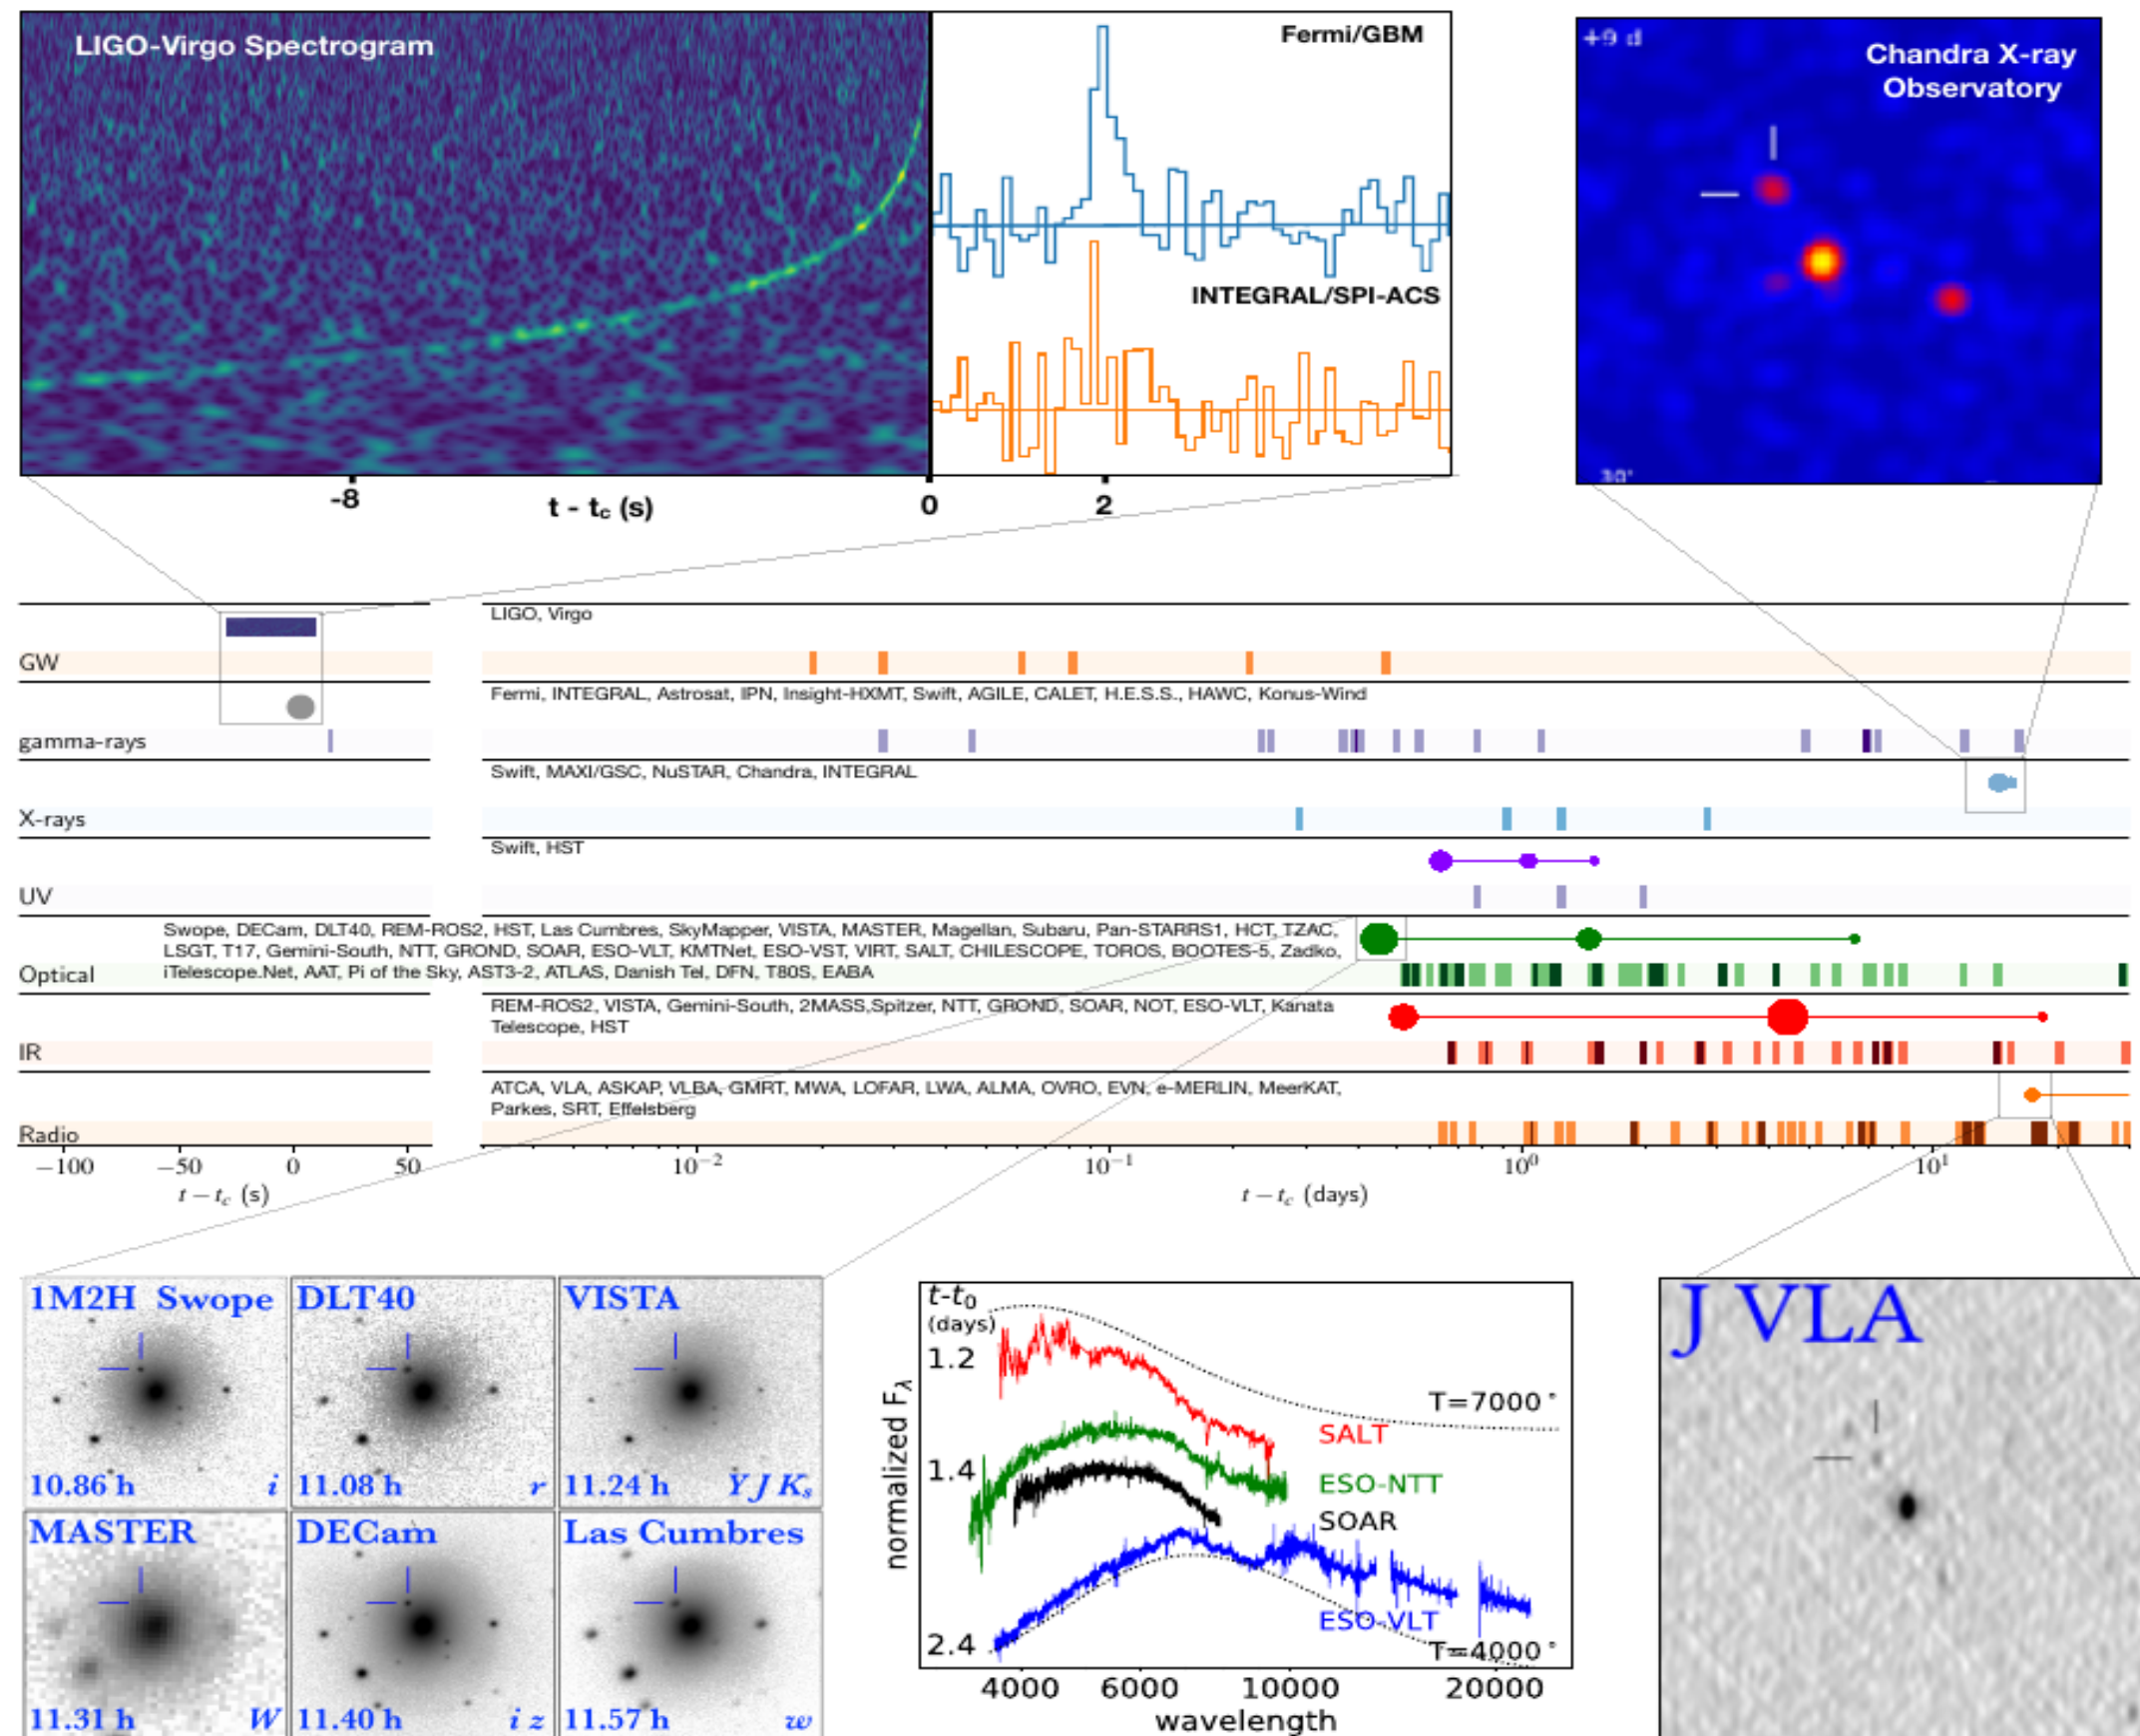 LIGO-Virgo Spectrogram
Fermi/GBM
INTEGRAL/SPI-ACS
-8
t - tc (s)
0
2
+9 d
Chandra X-ray
Observatory
30"
LIGO, Virgo
GW
Fermi, INTEGRAL, Astrosat, IPN, Insight-HXMT, Swift, AGILE, CALET, H.E.S.S., HAWC, Konus-Wind
gamma-rays
Swift, MAXI/GSC, NuSTAR, Chandra, INTEGRAL
X-rays
Swift, HST
UV
Swope, DECam, DLT40, REM-ROS2, HST, Las Cumbres, SkyMapper, VISTA, MASTER, Magellan, Subaru, Pan-STARRS1, HCT, TZAC,
LSGT, T17, Gemini-South, NTT, GROND, SOAR, ESO-VLT, KMTNet, ESO-VST, VIRT, SALT, CHILESCOPE, TOROS, BOOTES-5, Zadko,
iTelescope.Net, AAT, Pi of the Sky, AST3-2, ATLAS, Danish Tel, DFN, T80S, EABA
Optical
REM-ROS2, VISTA, Gemini-South, 2MASS,Spitzer, NTT, GROND, SOAR, NOT, ESO-VLT, Kanata
Telescope, HST
IR
ATCA, VLA, ASKAP, VLBA, GMRT, MWA, LOFAR, LWA, ALMA, OVRO, EVN, e-MERLIN, MeerKAT,
Parkes, SRT, Effelsberg
Radio
−100 −50 0 50
t − tc (s)
10⁻² 10⁻¹ 10⁰ 10¹
t − tc (days)
1M2H Swope
10.86 h i
DLT40
11.08 h r
VISTA
11.24 h Y J Ks
MASTER
11.31 h W
DECam
11.40 h i z
Las Cumbres
11.57 h w
normalized Fλ
t-t0
(days)
1.2
1.4
2.4
T=7000°
SALT
ESO-NTT
SOAR
ESO-VLT
T=4000°
4000 6000 10000 20000
wavelength
J VLA